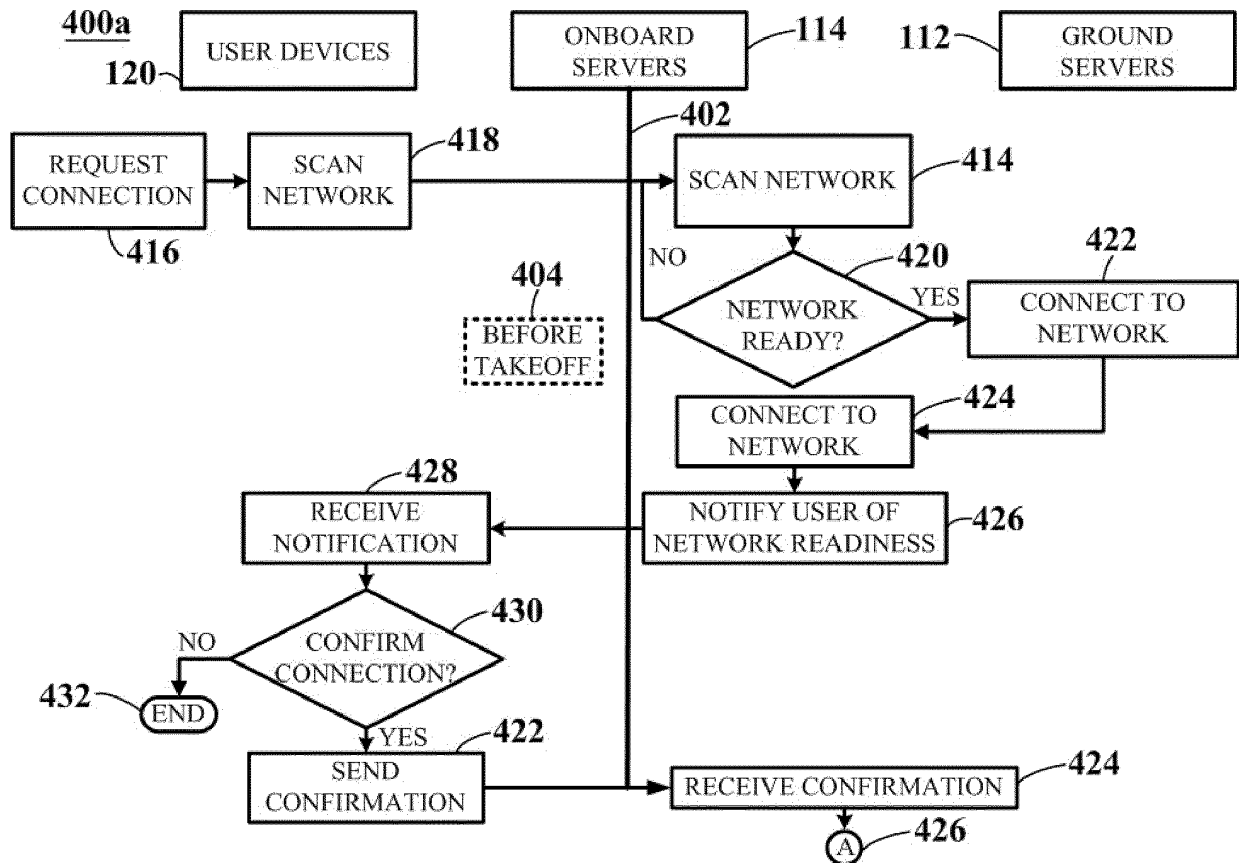 400a
USER DEVICES
120
ONBOARD
SERVERS
114
112
GROUND
SERVERS
402
REQUEST
CONNECTION
416
SCAN
NETWORK
418
SCAN NETWORK
414
NO
420
NETWORK
READY?
YES
422
CONNECT TO
NETWORK
404
BEFORE
TAKEOFF
CONNECT TO
NETWORK
424
428
RECEIVE
NOTIFICATION
NOTIFY USER OF
NETWORK READINESS
426
430
CONFIRM
CONNECTION?
NO
432
END
YES
422
SEND
CONFIRMATION
RECEIVE CONFIRMATION
424
A
426